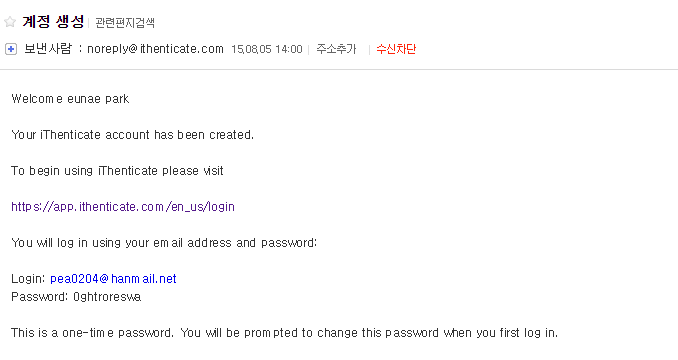 계정 생성 관련편지검색
보낸사람 : noreply@ithenticate.com 15,08,05 14:00 주소추가 수신차단
Welcome eunae park
Your iThenticate account has been created.
To begin using iThenticate please visit
https://app.ithenticate.com/en_us/login
You will log in using your email address and password:
Login: pea0204@hanmail.net
Password: 0ghtroreswa
This is a one-time password. You will be prompted to change this password when you first log in.